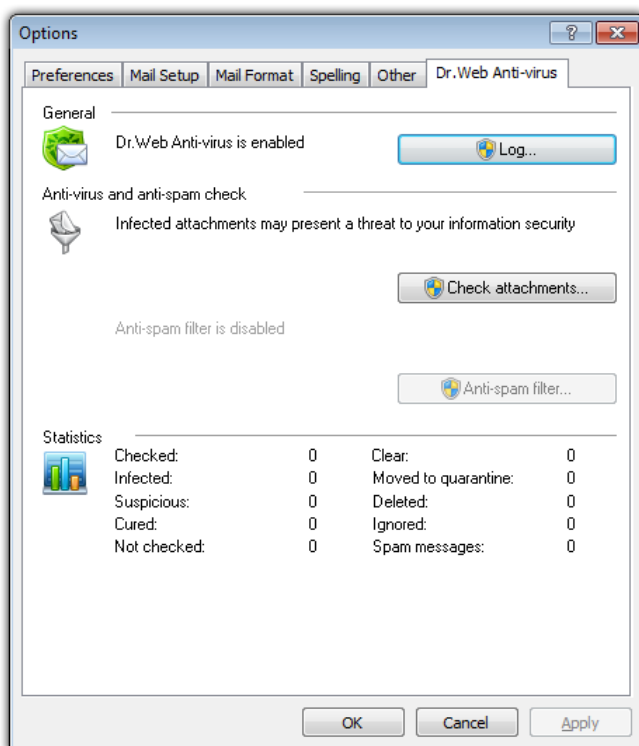 Options
Preferences Mail Setup Mail Format Spelling Other Dr.Web Anti-virus
General
Dr.Web Anti-virus is enabled
Log...
Anti-virus and anti-spam check
Infected attachments may present a threat to your information security
Check attachments...
Anti-spam filter is disabled
Anti-spam filter...
Statistics
Checked: 0 Clear: 0
Infected: 0 Moved to quarantine: 0
Suspicious: 0 Deleted: 0
Cured: 0 Ignored: 0
Not checked: 0 Spam messages: 0
OK Cancel Apply